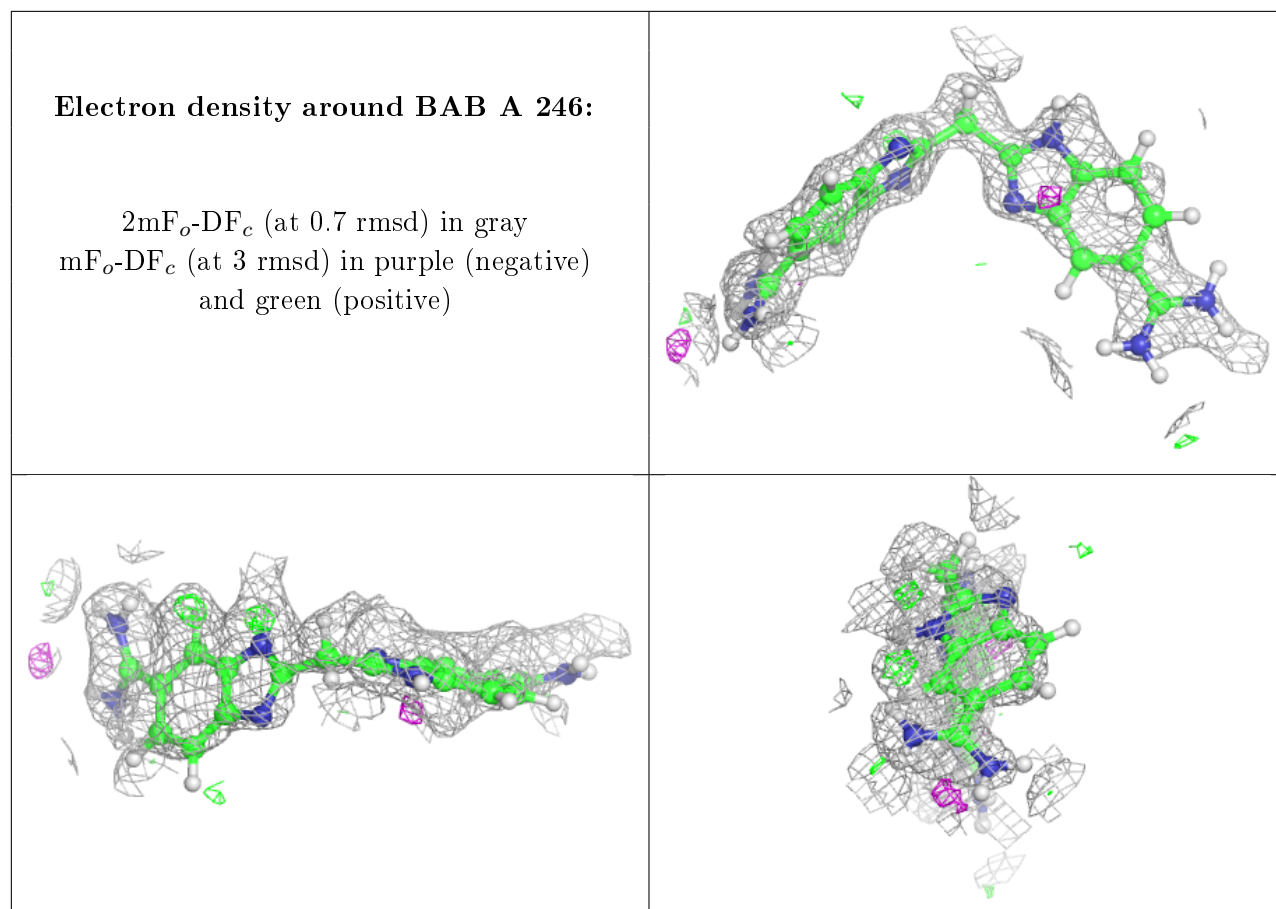 Electron density around BAB A 246:
2mFo-DFc (at 0.7 rmsd) in gray
mFo-DFc (at 3 rmsd) in purple (negative)
and green (positive)